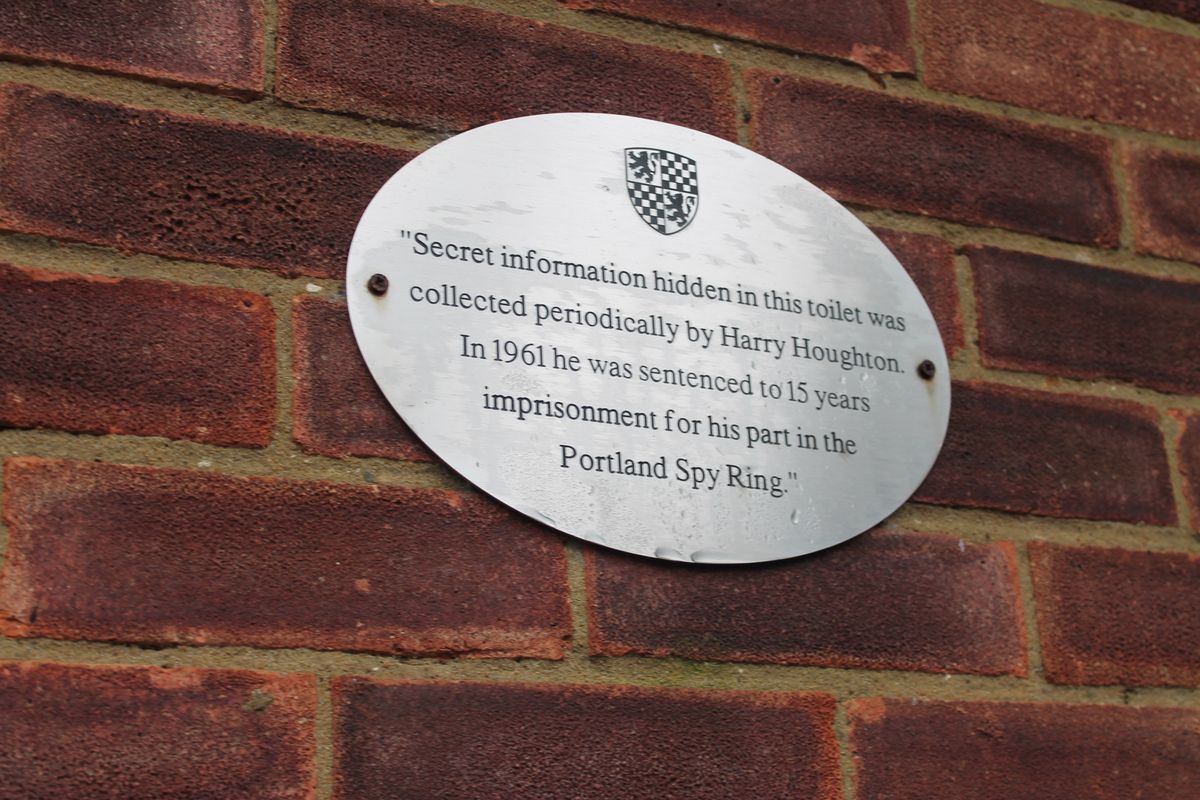 "Secret information hidden in this toilet was
collected periodically by Harry Houghton.
In 1961 he was sentenced to 15 years
imprisonment for his part in the
Portland Spy Ring."